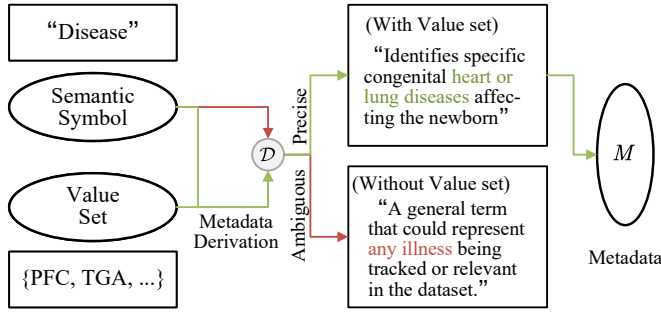 “Disease”
Semantic
Symbol
Value
Set
{PFC, TGA, ...}
Metadata
Derivation
D
Precise
Ambiguous
(With Value set)
“Identifies specific
congenital heart or
lung diseases affec-
ting the newborn”
(Without Value set)
“A general term
that could represent
any illness being
tracked or relevant
in the dataset.”
M
Metadata